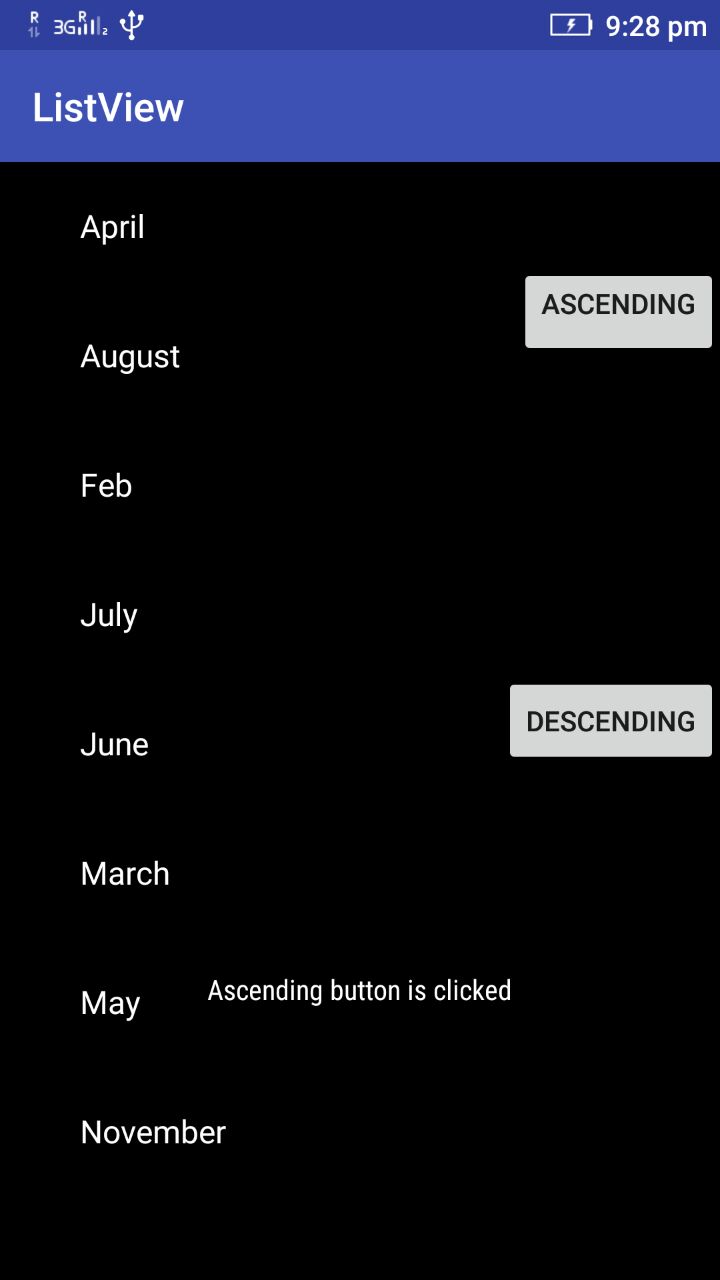 R 3G R 2 9:28 pm
ListView
April
ASCENDING
August
Feb
July
DESCENDING
June
March
Ascending button is clicked
May
November